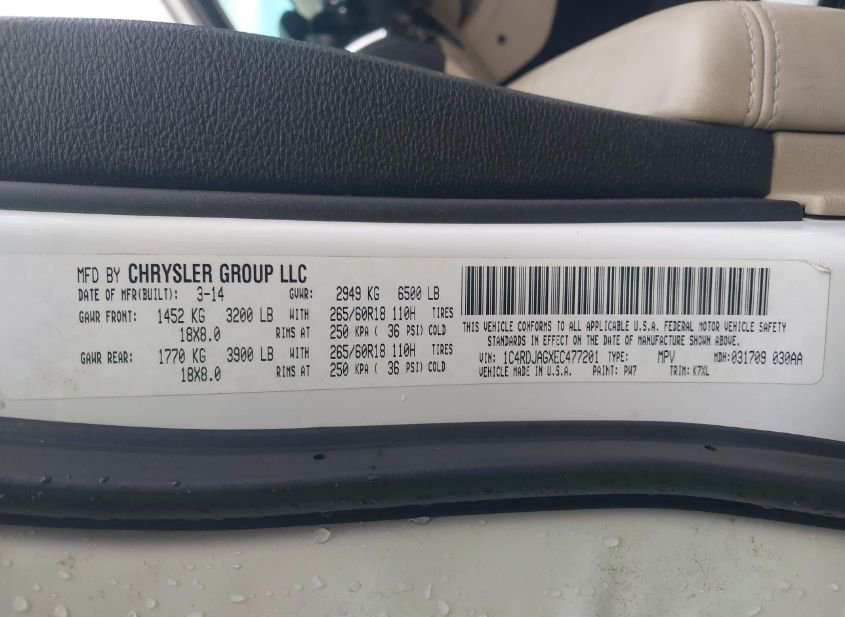 MFD BY CHRYSLER GROUP LLC
DATE OF MFR(BUILT): 3-14 GVWR: 2949 KG 6500 LB
GAWR FRONT: 1452 KG 3200 LB WITH 265/60R18 110H TIRES
18X8.0 RIMS AT 250 KPA ( 36 PSI) COLD
GAWR REAR: 1770 KG 3900 LB WITH 265/60R18 110H TIRES
18X8.0 RIMS AT 250 KPA ( 36 PSI) COLD
THIS VEHICLE CONFORMS TO ALL APPLICABLE U.S.A. FEDERAL MOTOR VEHICLE SAFETY
STANDARDS IN EFFECT ON THE DATE OF MANUFACTURE SHOWN ABOVE.
VIN: 1C4RDJAGXEC477201 TYPE: MPV MDH:031709 030AA
VEHICLE MADE IN U.S.A. PAINT: PW7 TRIM: K7XL